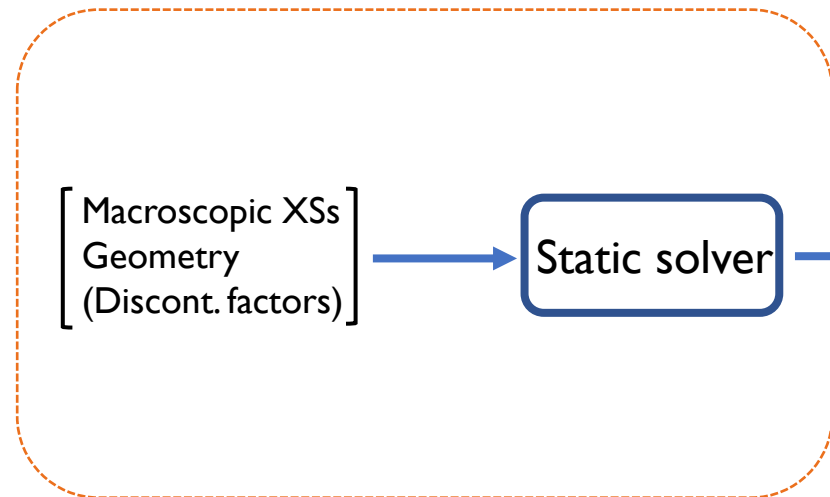 Macroscopic XSs
Geometry
(Discont. factors)
Static solver